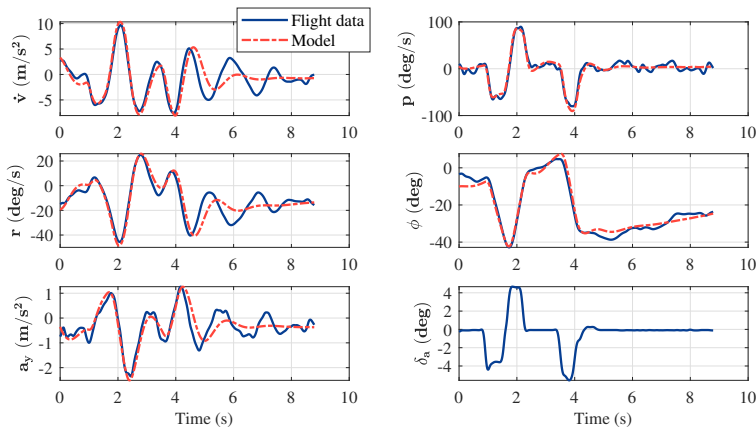 Flight data
Model
10
5
0
-5
v̇ (m/s²)
0 2 4 6 8 10
100
0
-100
p (deg/s)
0 2 4 6 8 10
20
0
-20
-40
r (deg/s)
0 2 4 6 8 10
0
-20
-40
ϕ (deg)
0 2 4 6 8 10
1
0
-1
-2
a_y (m/s²)
0 2 4 6 8 10
Time (s)
4
2
0
-2
-4
δ_a (deg)
0 2 4 6 8 10
Time (s)